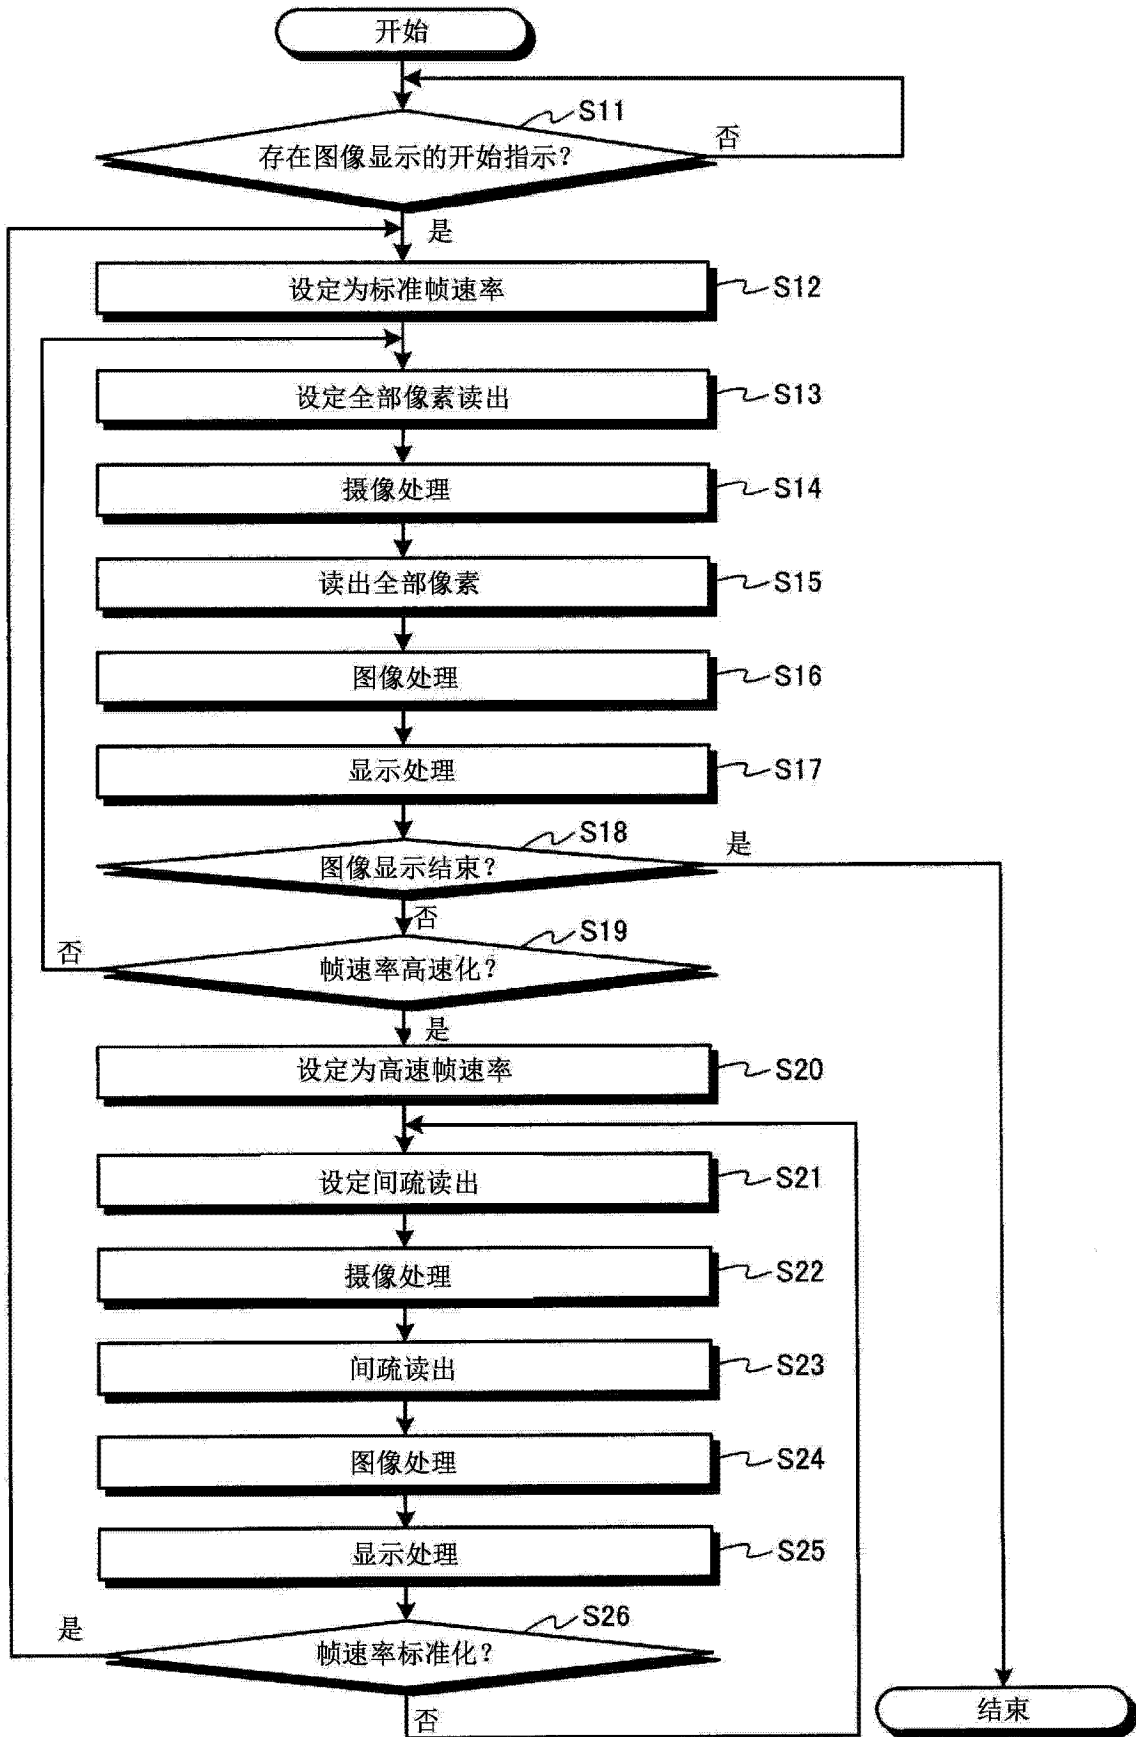 开始
S11
存在图像显示的开始指示?
否
是
设定为标准帧速率
S12
设定全部像素读出
S13
摄像处理
S14
读出全部像素
S15
图像处理
S16
显示处理
S17
S18
图像显示结束?
是
否
S19
否
帧速率高速化?
是
设定为高速帧速率
S20
设定间疏读出
S21
摄像处理
S22
间疏读出
S23
图像处理
S24
显示处理
S25
S26
是
帧速率标准化?
否
结束